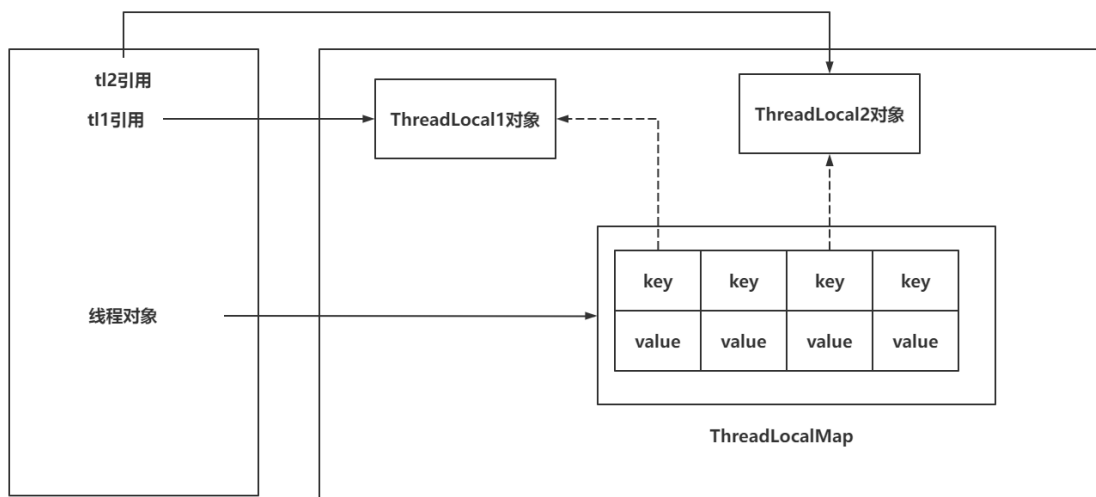 tl2引用
tl1引用
ThreadLocal1对象
ThreadLocal2对象
线程对象
key key key key
value value value value
ThreadLocalMap